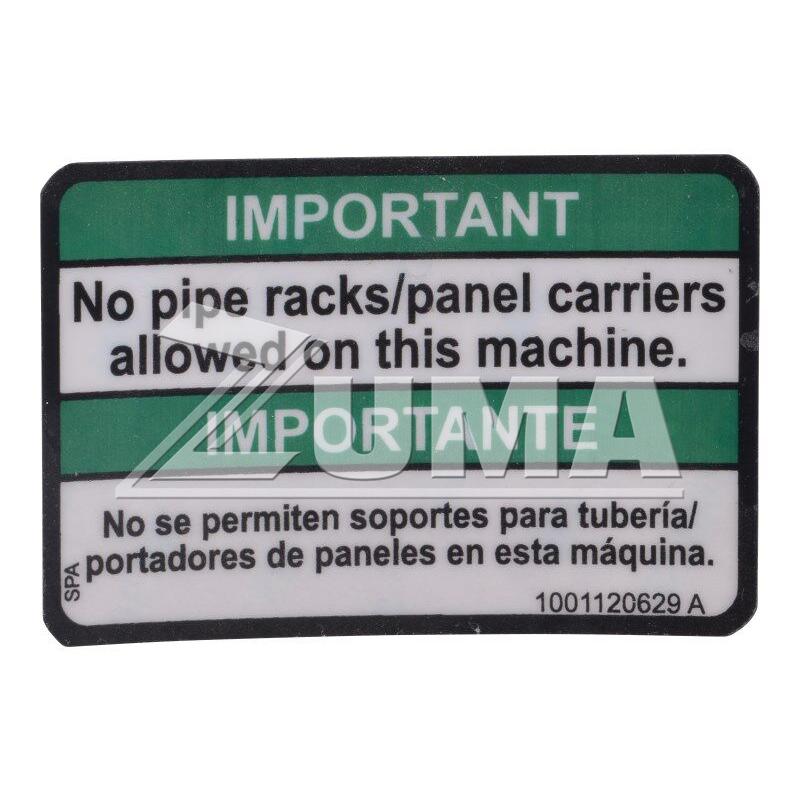 IMPORTANT
No pipe racks/panel carriers
allowed on this machine.
IMPORTANTE
ZUMA
No se permiten soportes para tubería/
portadores de paneles en esta máquina.
SPA
1001120629 A